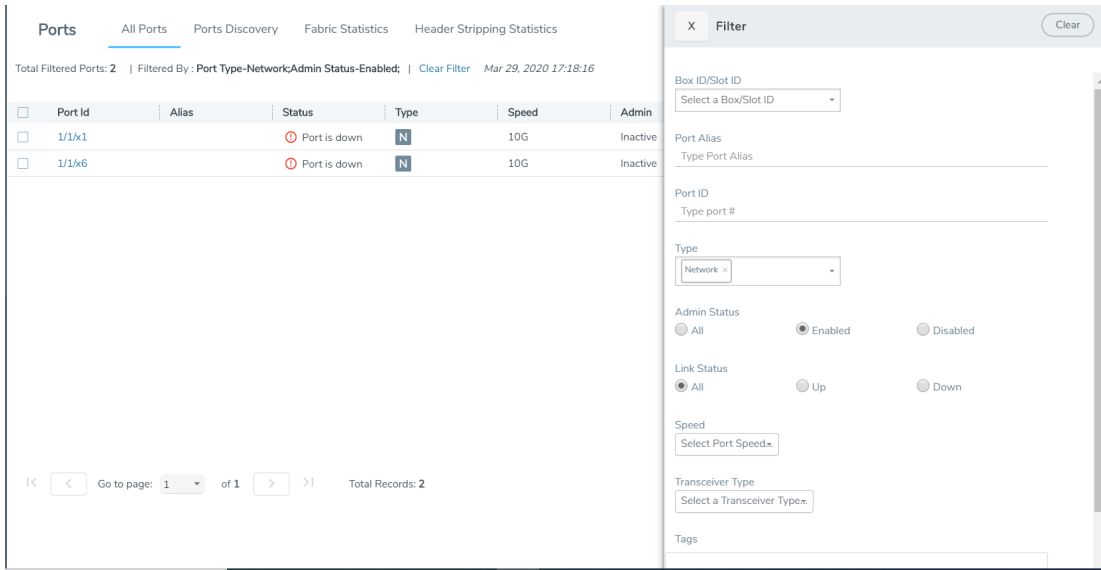 Ports All Ports Ports Discovery Fabric Statistics Header Stripping Statistics
Total Filtered Ports: 2 | Filtered By : Port Type-Network;Admin Status-Enabled; | Clear Filter Mar 29, 2020 17:18:16
Port Id Alias Status Type Speed Admin
1/1/x1 Port is down N 10G Inactive
1/1/x6 Port is down N 10G Inactive
Go to page: 1 of 1 Total Records: 2
X Filter Clear
Box ID/Slot ID
Select a Box/Slot ID
Port Alias
Type Port Alias
Port ID
Type port #
Type
Network ×
Admin Status
All Enabled Disabled
Link Status
All Up Down
Speed
Select Port Speed...
Transceiver Type
Select a Transceiver Type...
Tags